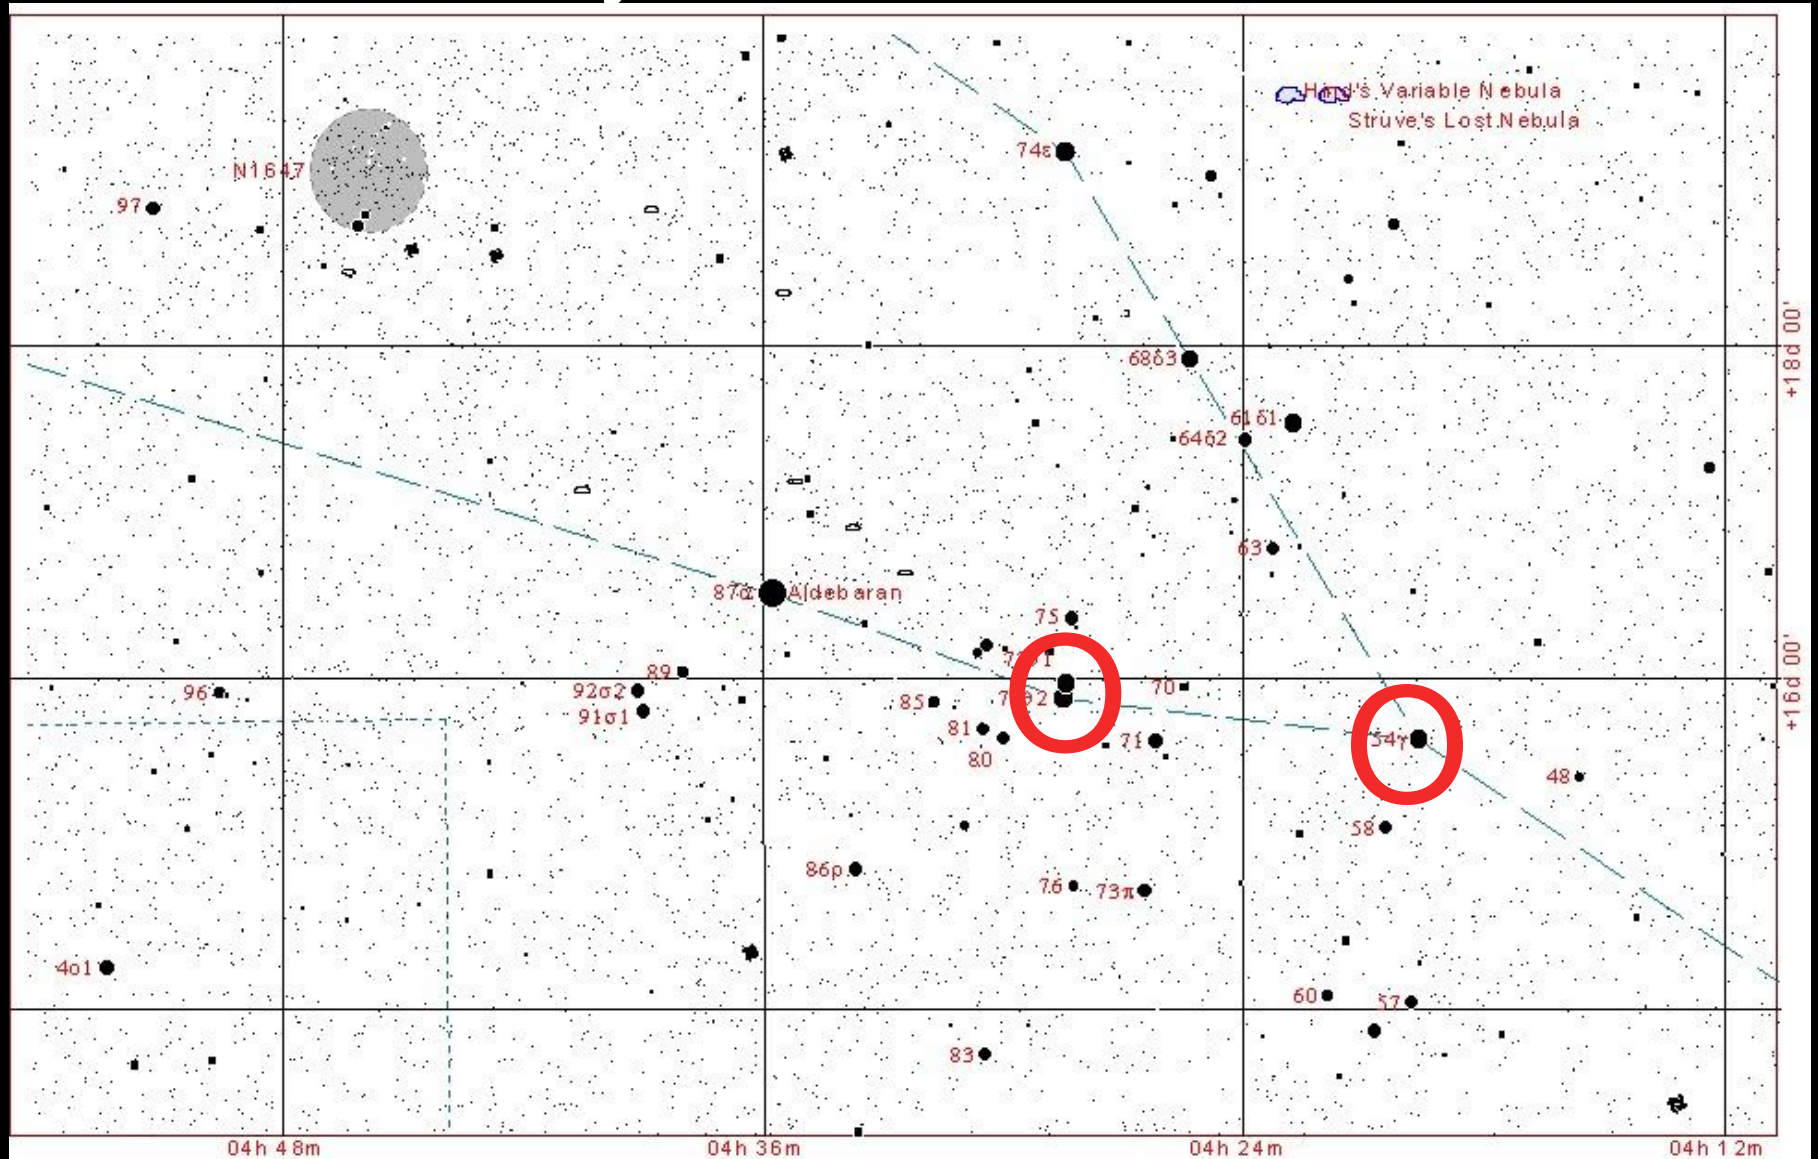 Hind's Variable Nebula
Struve's Lost Nebula
74ε
N1647
97
+18d 00'
68δ3
61δ1
64δ2
63
87α Aldebaran
75
89
96
92σ2
91σ1
85
70
+16d 00'
81
80
71
54γ
48
58
86ρ
76
73π
4o1
60
57
83
04h 48m
04h 36m
04h 24m
04h 12m